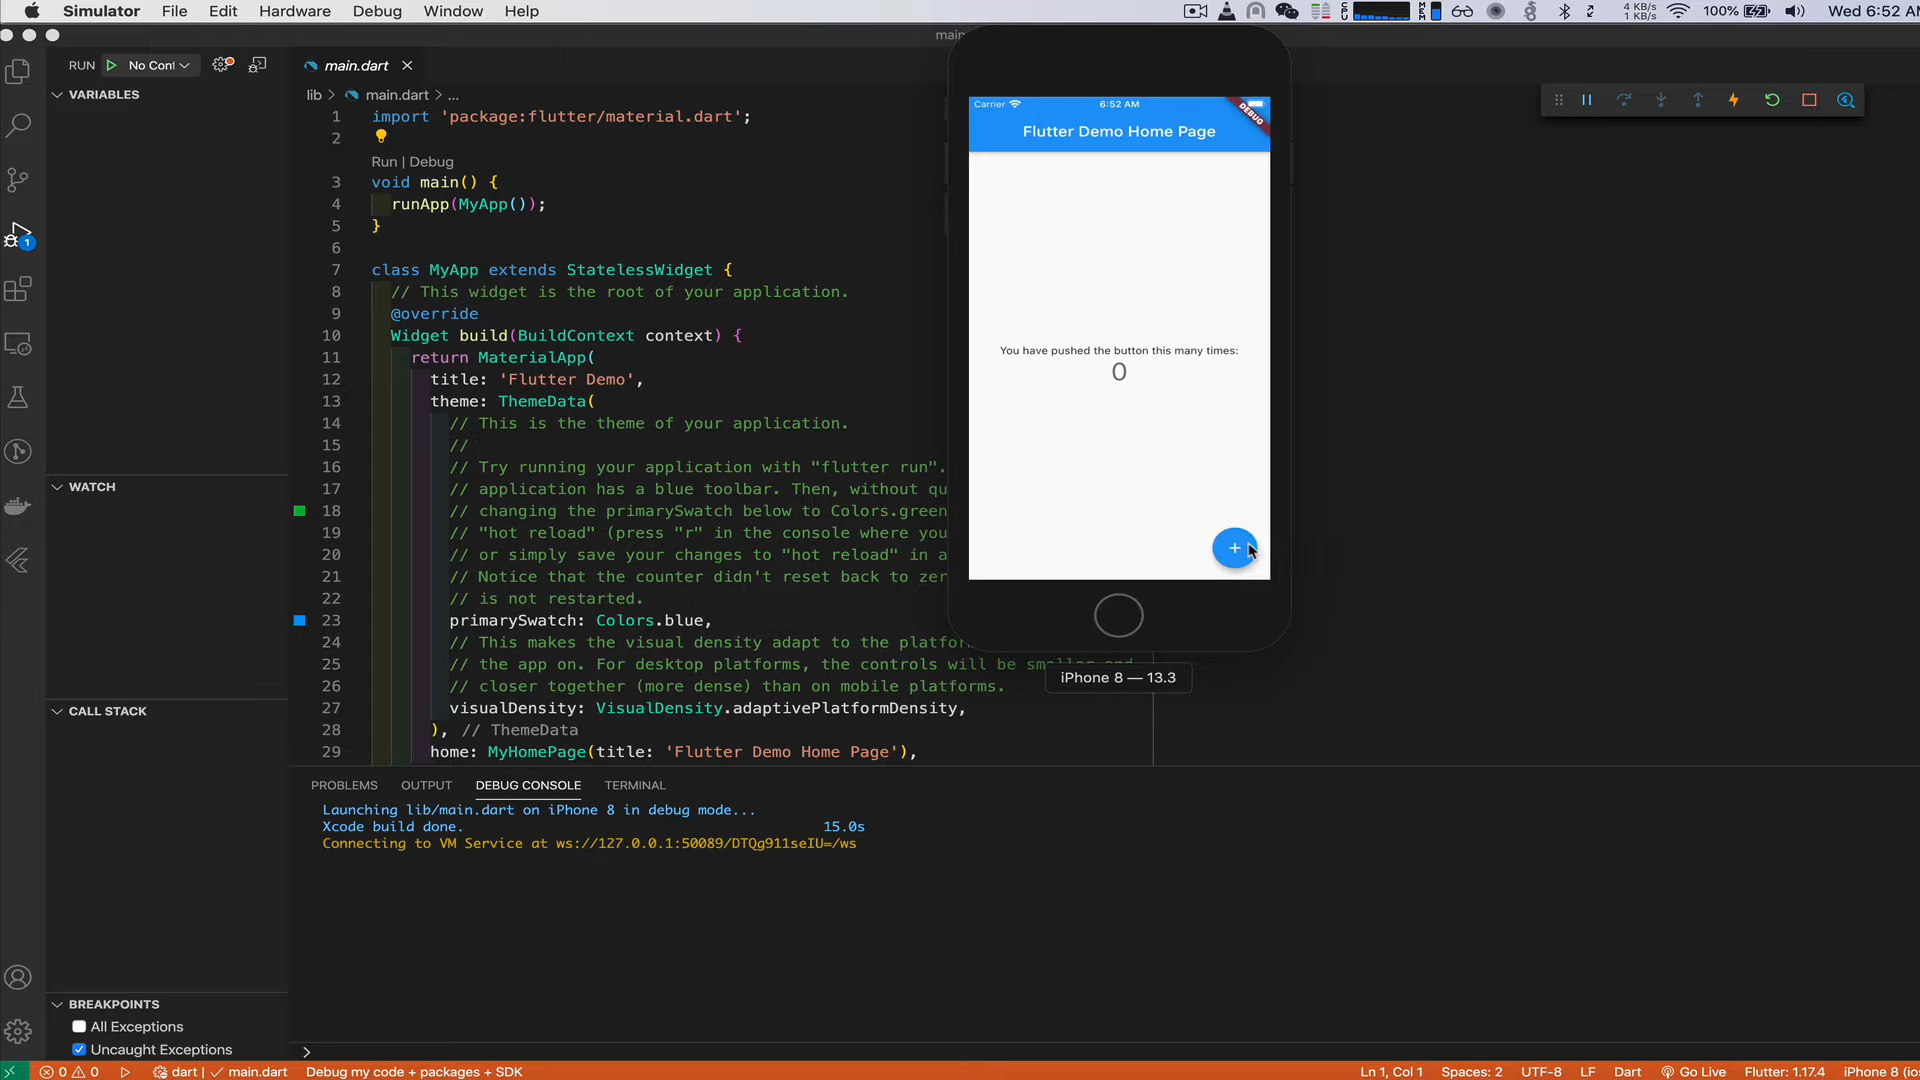 Simulator File Edit Hardware Debug Window Help
CPU MEM 4 KB/s 1 KB/s 100% Wed 6:52 AM
main
RUN No Conf
main.dart
VARIABLES
lib > main.dart > ...
1 import 'package:flutter/material.dart';
2
Run | Debug
3 void main() {
4 runApp(MyApp());
5 }
6
7 class MyApp extends StatelessWidget {
8 // This widget is the root of your application.
9 @override
10 Widget build(BuildContext context) {
11 return MaterialApp(
12 title: 'Flutter Demo',
13 theme: ThemeData(
14 // This is the theme of your application.
15 //
16 // Try running your application with "flutter run".
17 // application has a blue toolbar. Then, without qu
18 // changing the primarySwatch below to Colors.green
19 // "hot reload" (press "r" in the console where you
20 // or simply save your changes to "hot reload" in a
21 // Notice that the counter didn't reset back to zer
22 // is not restarted.
23 primarySwatch: Colors.blue,
24 // This makes the visual density adapt to the platfor
25 // the app on. For desktop platforms, the controls will be smaller and
26 // closer together (more dense) than on mobile platforms.
27 visualDensity: VisualDensity.adaptivePlatformDensity,
28 ), // ThemeData
29 home: MyHomePage(title: 'Flutter Demo Home Page'),
Carrier 6:52 AM
DEBUG
Flutter Demo Home Page
You have pushed the button this many times:
0
+
iPhone 8 — 13.3
WATCH
CALL STACK
PROBLEMS OUTPUT DEBUG CONSOLE TERMINAL
Launching lib/main.dart on iPhone 8 in debug mode...
Xcode build done. 15.0s
Connecting to VM Service at ws://127.0.0.1:50089/DTQg911seIU=/ws
BREAKPOINTS
All Exceptions
Uncaught Exceptions
1
0 0 dart | main.dart Debug my code + packages + SDK Ln 1, Col 1 Spaces: 2 UTF-8 LF Dart Go Live Flutter: 1.17.4 iPhone 8 (ios